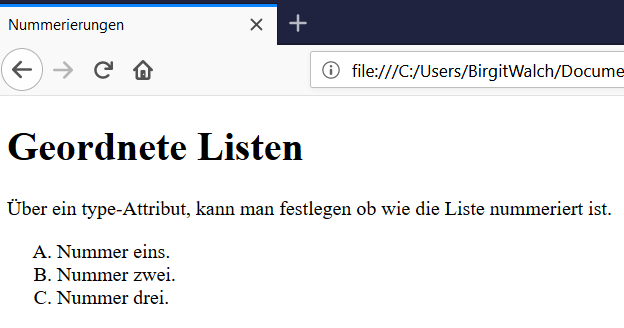 Nummerierungen
file:///C:/Users/BirgitWalch/Docume
Geordnete Listen
Über ein type-Attribut, kann man festlegen ob wie die Liste nummeriert ist.
A. Nummer eins.
B. Nummer zwei.
C. Nummer drei.